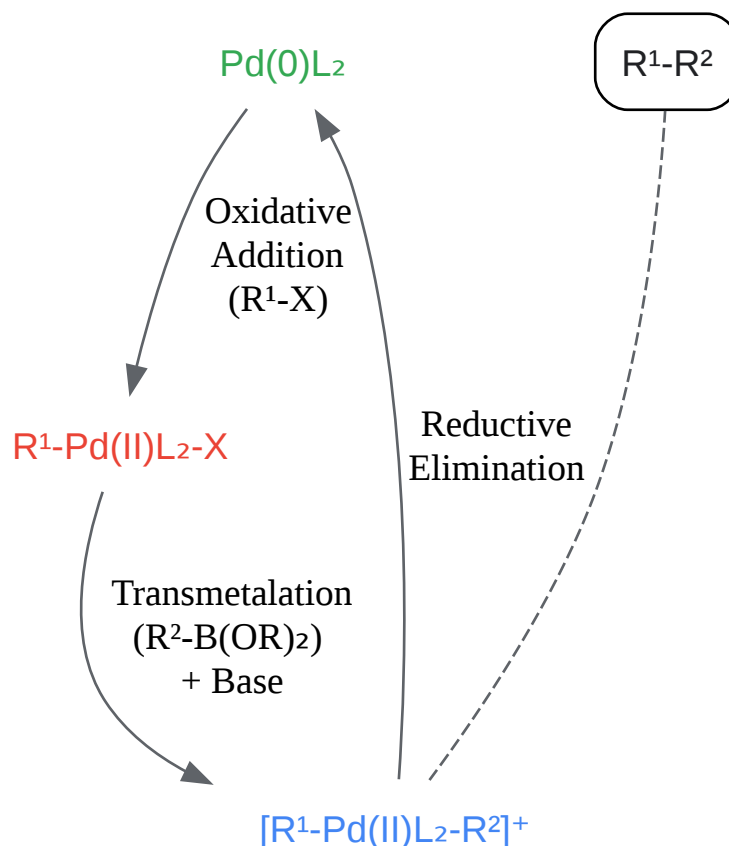 Pd(0)L₂
R¹-R²
Oxidative
Addition
(R¹-X)
Reductive
Elimination
R¹-Pd(II)L₂-X
Transmetalation
(R²-B(OR)₂)
+ Base
[R¹-Pd(II)L₂-R²]⁺